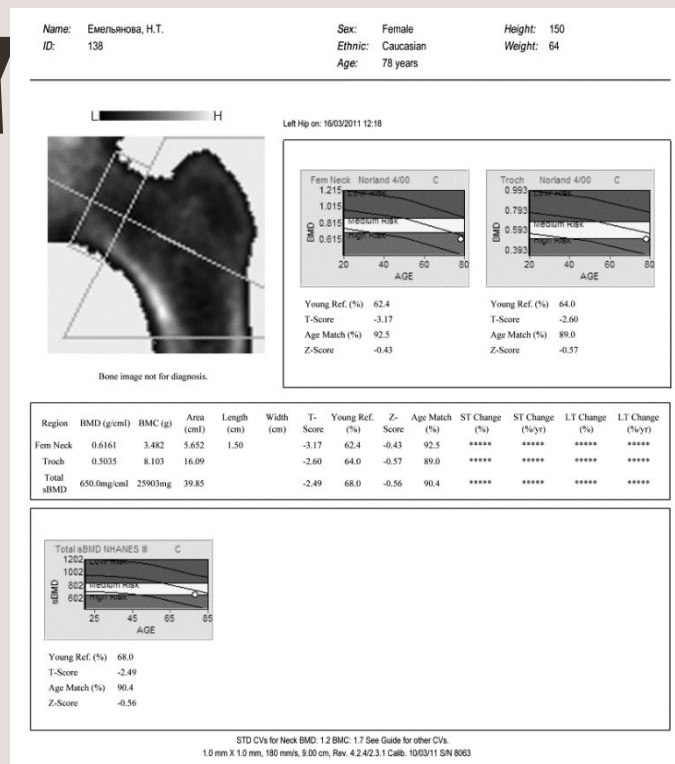 Name: Емельянова, Н.Т. Sex: Female Height: 150
ID: 138 Ethnic: Caucasian Weight: 64
Age: 78 years
L H
Left Hip on: 16/03/2011 12:18
Fem Neck Norland 4/00 C
1.215
1.015
0.815
0.615
BMD
Low Risk
Medium Risk
High Risk
20 40 60 80
AGE
Young Ref. (%) 62.4
T-Score -3.17
Age Match (%) 92.5
Z-Score -0.43
Troch Norland 4/00 C
0.993
0.793
0.593
0.393
BMD
Low Risk
Medium Risk
High Risk
20 40 60 80
AGE
Young Ref. (%) 64.0
T-Score -2.60
Age Match (%) 89.0
Z-Score -0.57
Bone image not for diagnosis.
Region BMD (g/cml) BMC (g) Area (cml) Length (cm) Width (cm) T-Score Young Ref. (%) Z-Score Age Match (%) ST Change (%) ST Change (%/yr) LT Change (%) LT Change (%/yr)
Fem Neck 0.6161 3.482 5.652 1.50 -3.17 62.4 -0.43 92.5 ***** ***** ***** *****
Troch 0.5035 8.103 16.09 -2.60 64.0 -0.57 89.0 ***** ***** ***** *****
Total sBMD 650.0mg/cml 25903mg 39.85 -2.49 68.0 -0.56 90.4 ***** ***** ***** *****
Total sBMD NHANES III C
1202
1002
802
602
sBMD
Low Risk
Medium Risk
High Risk
25 45 65 85
AGE
Young Ref. (%) 68.0
T-Score -2.49
Age Match (%) 90.4
Z-Score -0.56
STD CVs for Neck BMD: 1.2 BMC: 1.7 See Guide for other CVs.
1.0 mm X 1.0 mm, 180 mm/s, 9.00 cm, Rev. 4.2.4/2.3.1 Calib. 10/03/11 S/N 8063